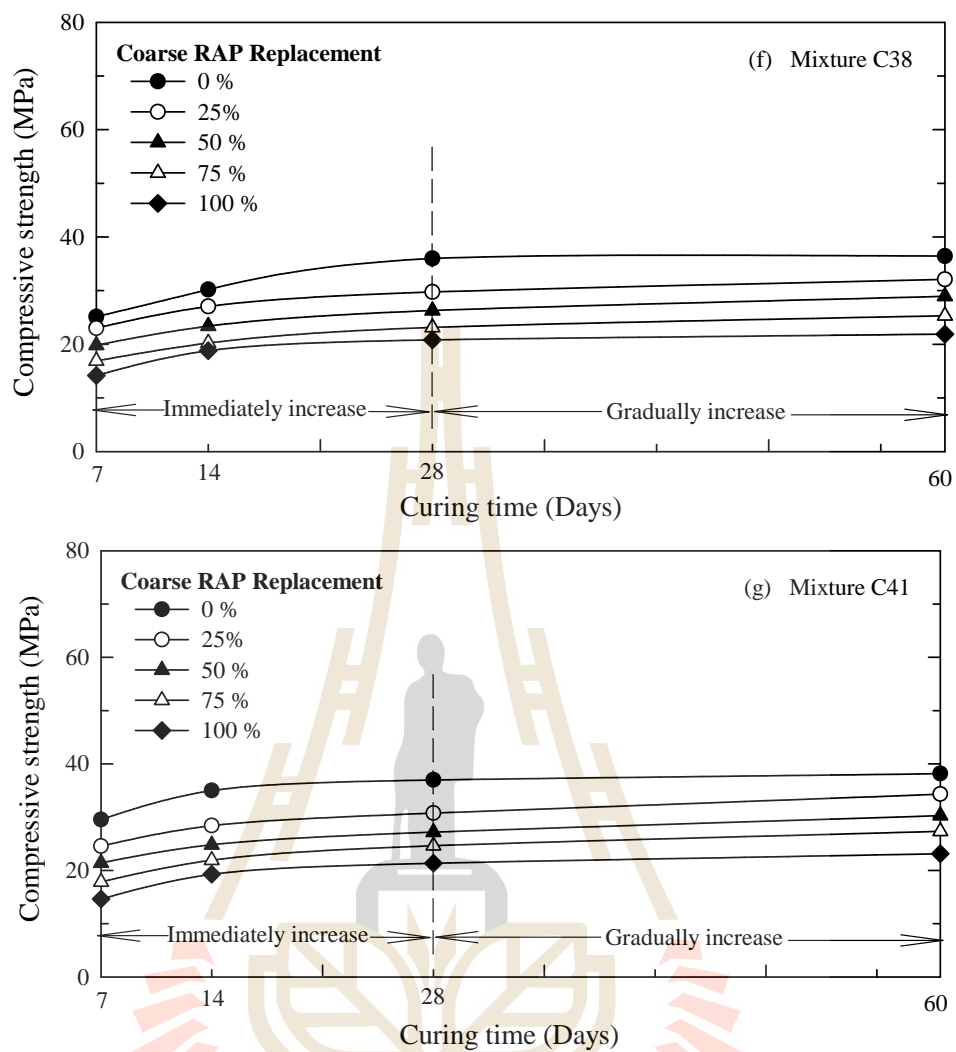 80
Coarse RAP Replacement
(f) Mixture C38
0 %
60
25%
50 %
75 %
100 %
40
20
Immediately increase
Gradually increase
0
7
14
28
60
Compressive strength (MPa)
Curing time (Days)
80
Coarse RAP Replacement
(g) Mixture C41
0 %
25%
60
50 %
75 %
100 %
40
20
Immediately increase
Gradually increase
0
7
14
28
60
Compressive strength (MPa)
Curing time (Days)